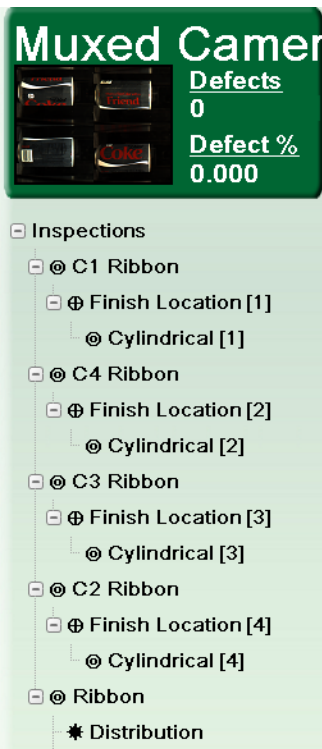 Muxed Camer
Defects
0
Defect %
0.000
Friend
Coke
Inspections
C1 Ribbon
Finish Location [1]
Cylindrical [1]
C4 Ribbon
Finish Location [2]
Cylindrical [2]
C3 Ribbon
Finish Location [3]
Cylindrical [3]
C2 Ribbon
Finish Location [4]
Cylindrical [4]
Ribbon
Distribution